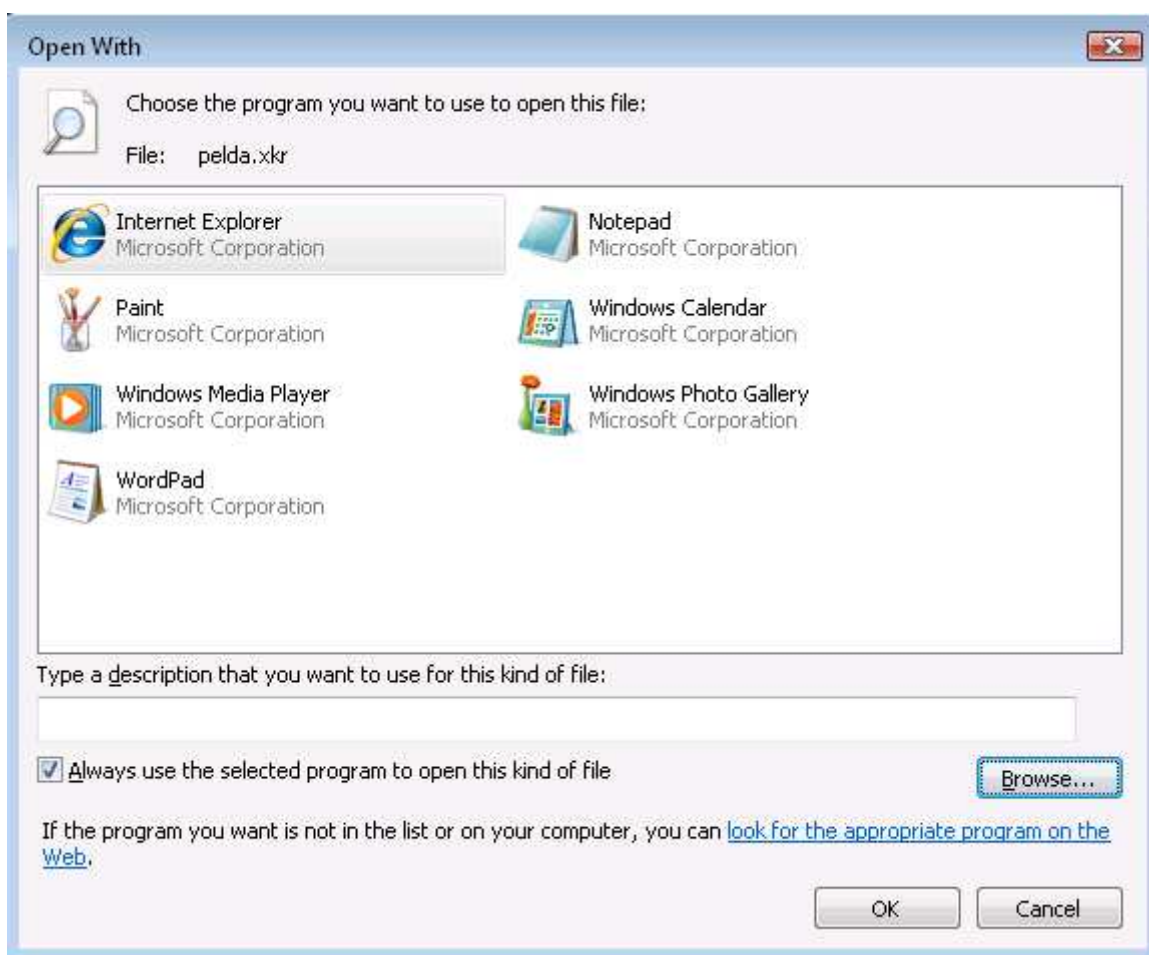 Open With
Choose the program you want to use to open this file:
File: pelda.xkr
Internet Explorer
Microsoft Corporation
Notepad
Microsoft Corporation
Paint
Microsoft Corporation
Windows Calendar
Microsoft Corporation
Windows Media Player
Microsoft Corporation
Windows Photo Gallery
Microsoft Corporation
WordPad
Microsoft Corporation
Type a description that you want to use for this kind of file:
Always use the selected program to open this kind of file
Browse...
If the program you want is not in the list or on your computer, you can look for the appropriate program on the
Web.
OK
Cancel